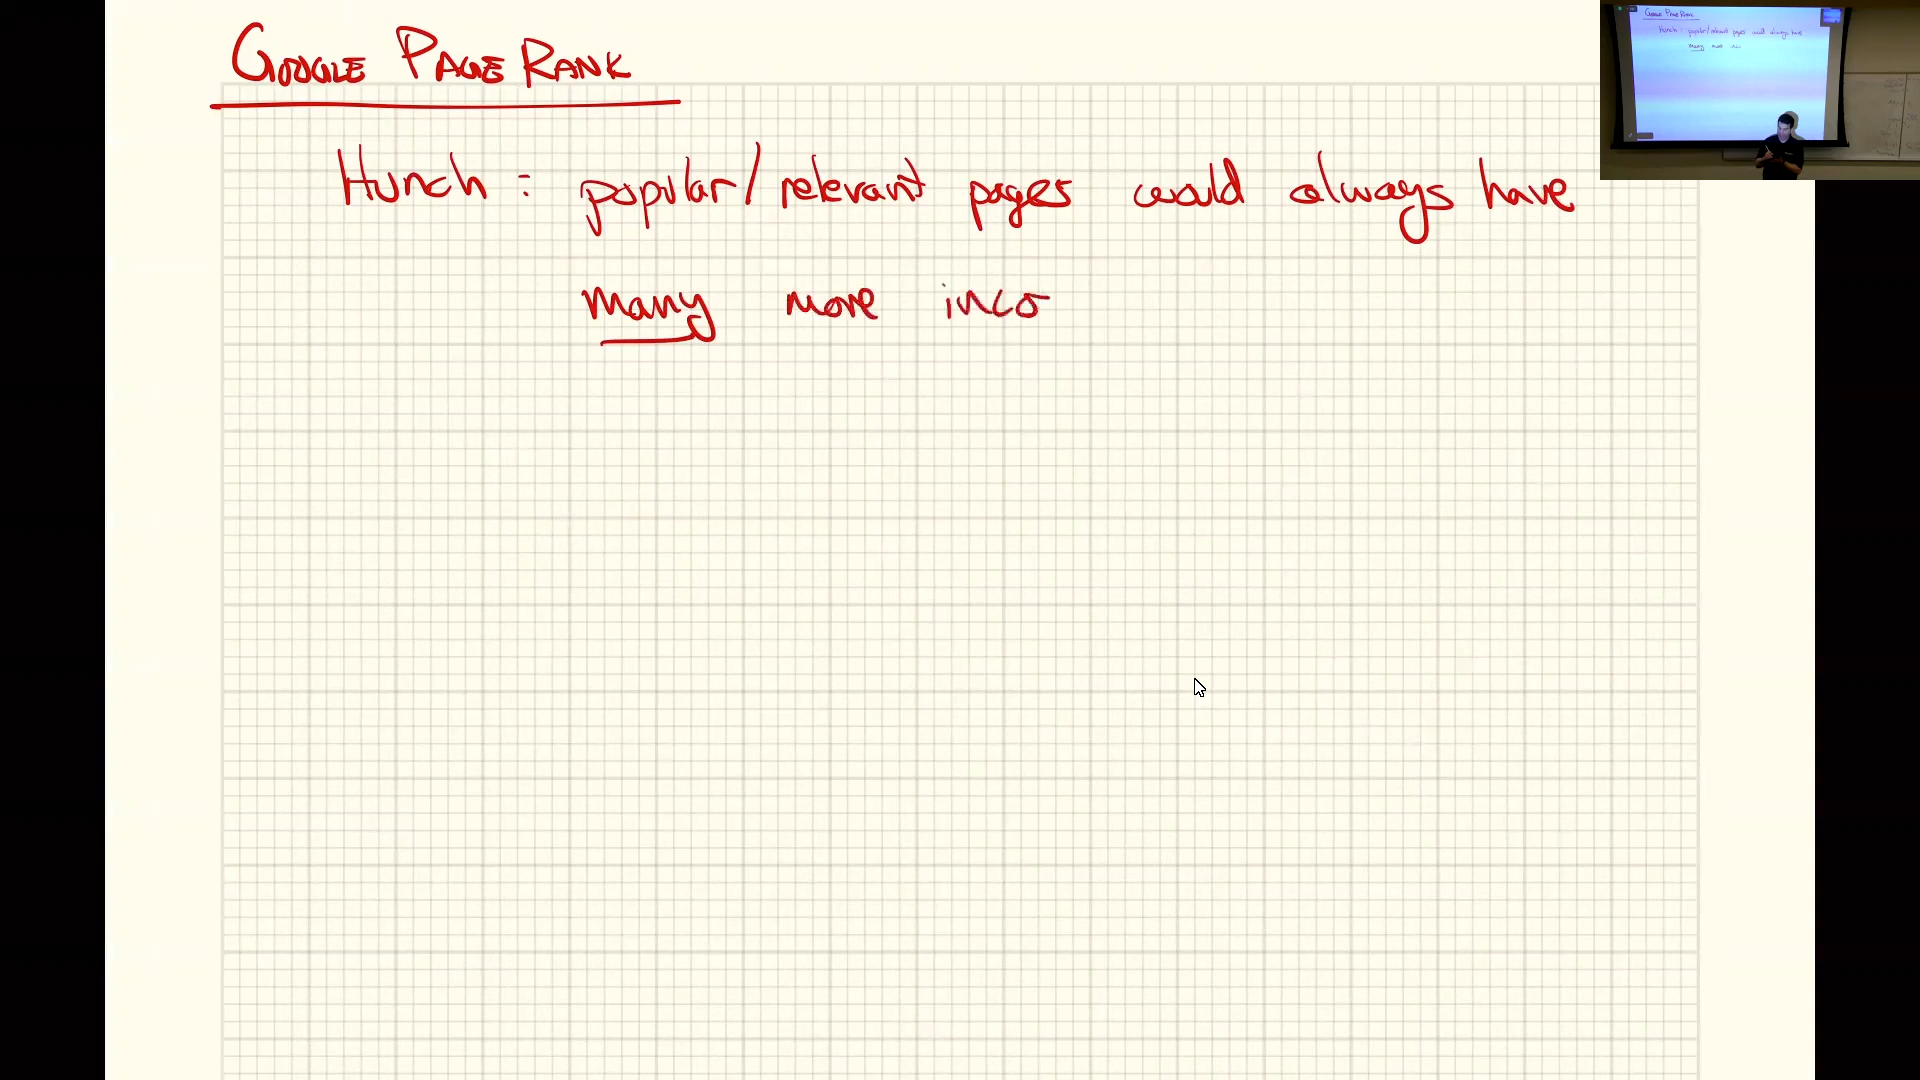 GOOGLE PAGE RANK
Hunch : popular/relevant pages would always have
many more inco